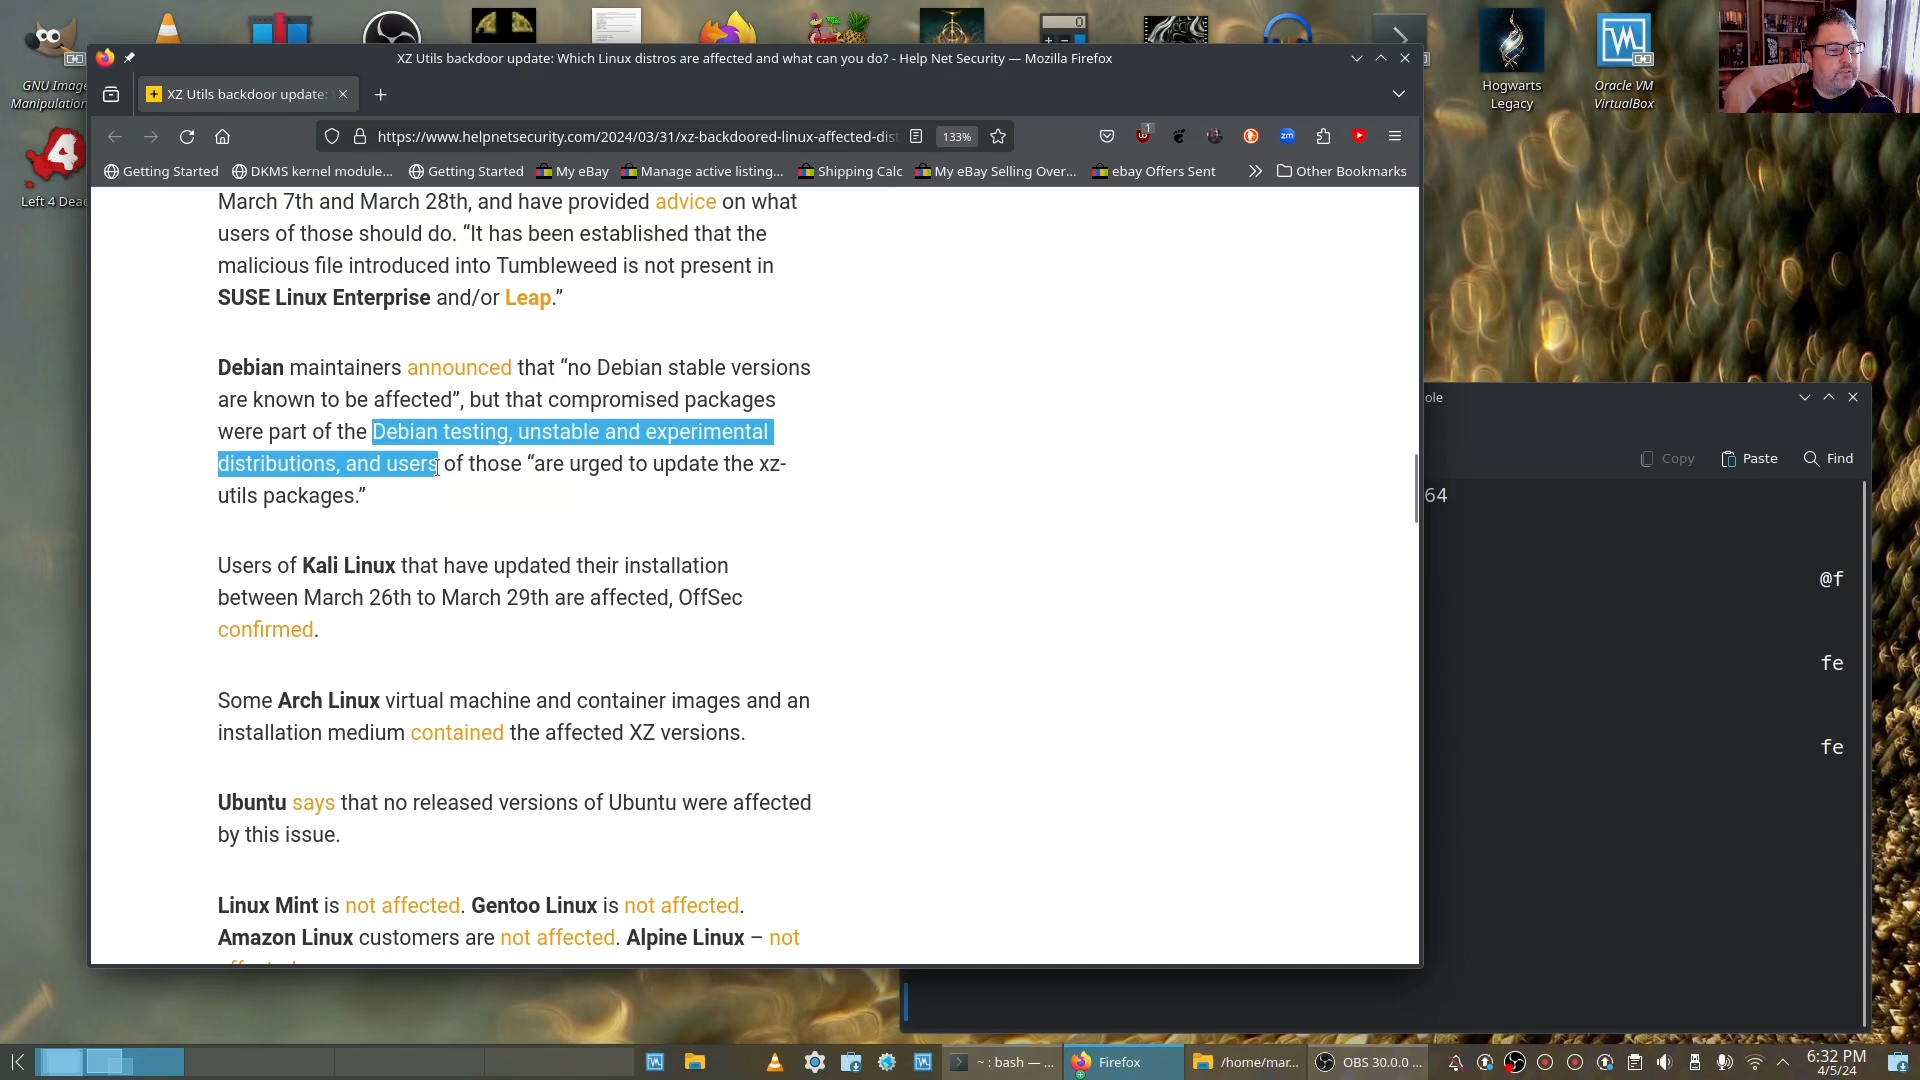 GNU Image
Manipulation
Left 4 Dead
Hogwarts
Legacy
Oracle VM
VirtualBox
XZ Utils backdoor update: Which Linux distros are affected and what can you do? - Help Net Security — Mozilla Firefox
XZ Utils backdoor update:
https://www.helpnetsecurity.com/2024/03/31/xz-backdoored-linux-affected-dist
133%
Getting Started
DKMS kernel module...
Getting Started
My eBay
Manage active listing...
Shipping Calc
My eBay Selling Over...
ebay Offers Sent
Other Bookmarks
March 7th and March 28th, and have provided advice on what
users of those should do. “It has been established that the
malicious file introduced into Tumbleweed is not present in
SUSE Linux Enterprise and/or Leap.”
Debian maintainers announced that “no Debian stable versions
are known to be affected”, but that compromised packages
were part of the Debian testing, unstable and experimental
distributions, and users of those “are urged to update the xz-
utils packages.”
Users of Kali Linux that have updated their installation
between March 26th to March 29th are affected, OffSec
confirmed.
Some Arch Linux virtual machine and container images and an
installation medium contained the affected XZ versions.
Ubuntu says that no released versions of Ubuntu were affected
by this issue.
Linux Mint is not affected. Gentoo Linux is not affected.
Amazon Linux customers are not affected. Alpine Linux – not
ole
Copy
Paste
Find
64
@f
fe
fe
~ : bash — ...
Firefox
/home/mar...
OBS 30.0.0 ...
6:32 PM
4/5/24